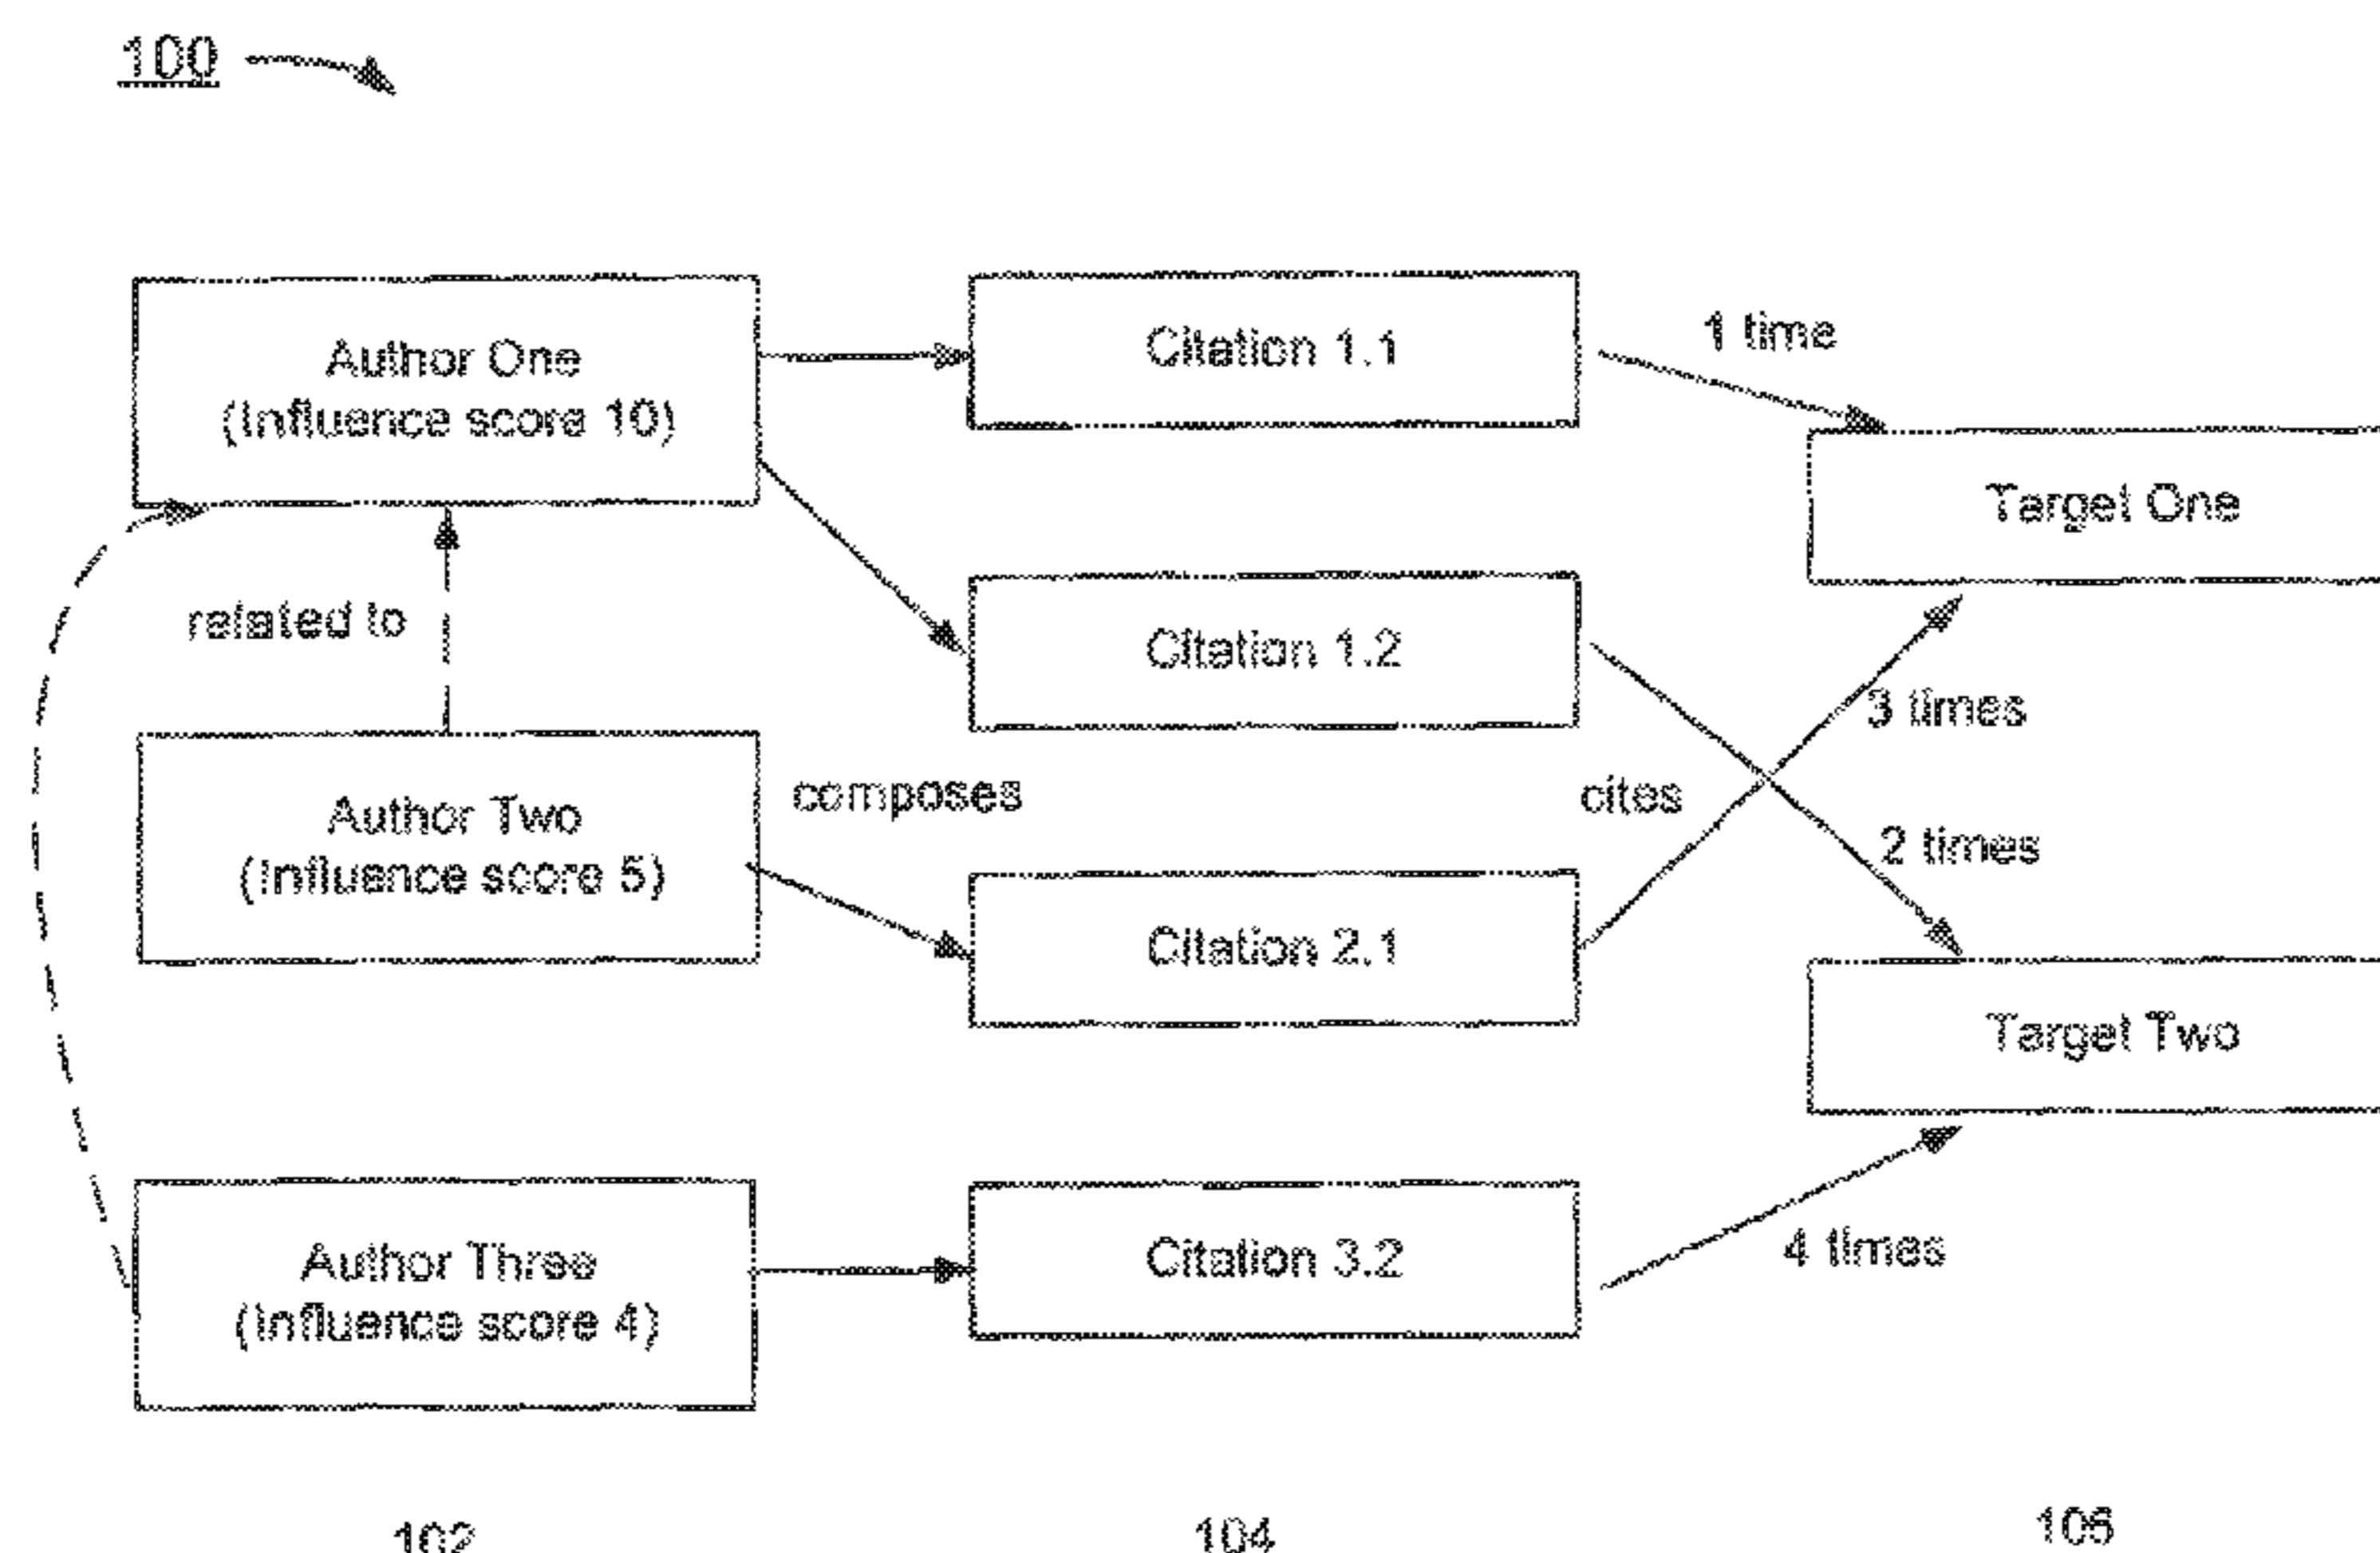 100
Author One
(Influence score 10)
Citation 1.1
1 time
Target One
related to
Citation 1.2
3 times
Author Two
(Influence score 5)
composes
cites
2 times
Citation 2.1
Target Two
Author Three
(Influence score 4)
Citation 3.2
4 times
102
104
106